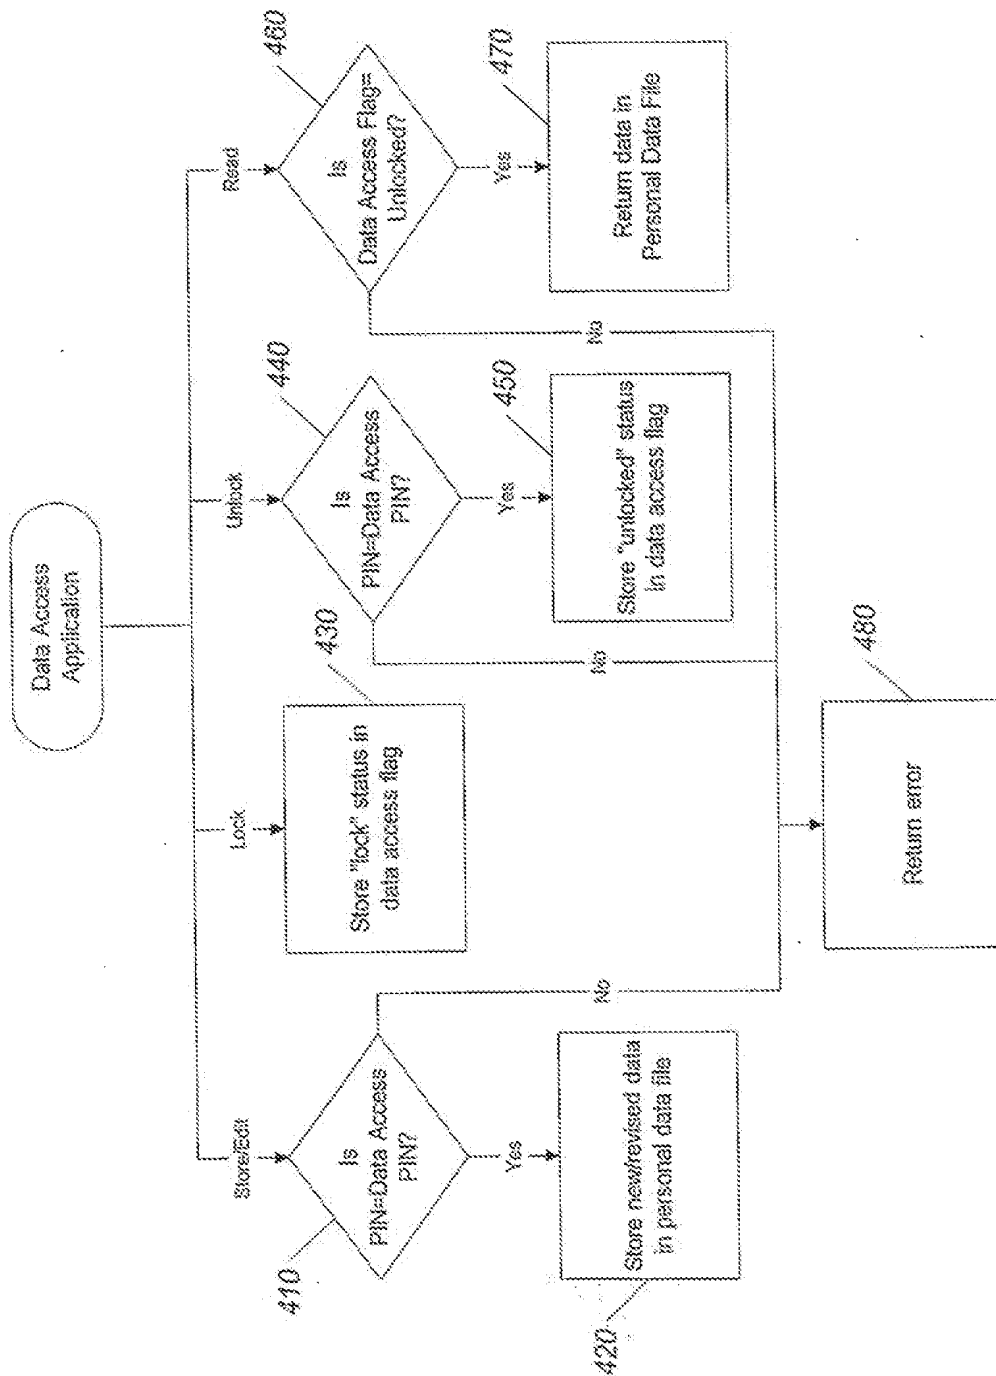 Data Access
Application
Store/Edit
Lock
Unlock
Read
410
Is
PIN=Data Access
PIN?
Yes
No
420
Store new/revised data
in personal data file
430
Store "lock" status in
data access flag
440
Is
PIN=Data Access
PIN?
Yes
No
450
Store "unlocked" status
in data access flag
460
Is
Data Access Flag=
Unlocked?
Yes
No
470
Return data in
Personal Data File
480
Return error